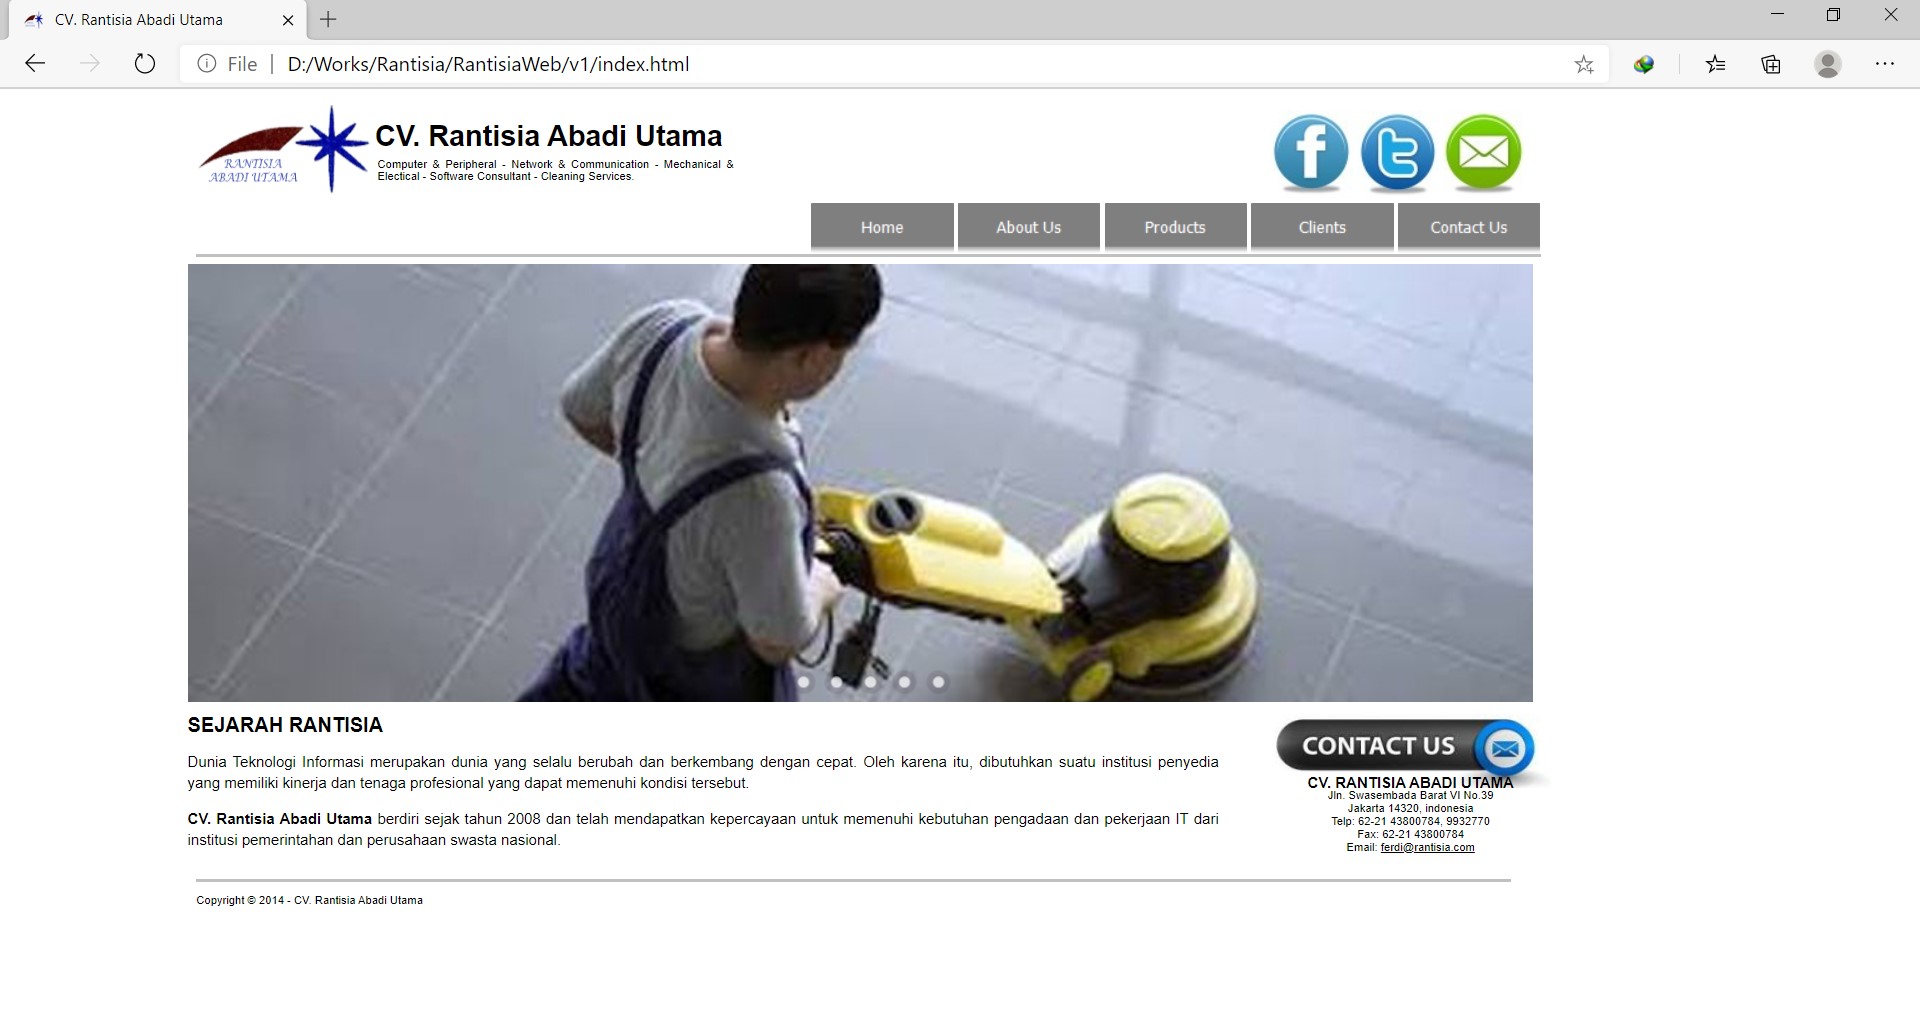 CV. Rantisia Abadi Utama
File
D:/Works/Rantisia/RantisiaWeb/v1/index.html
RANTISIA
ABADI UTAMA
CV. Rantisia Abadi Utama
Computer & Peripheral - Network & Communication - Mechanical &
Electical - Software Consultant - Cleaning Services.
Home
About Us
Products
Clients
Contact Us
SEJARAH RANTISIA
Dunia Teknologi Informasi merupakan dunia yang selalu berubah dan berkembang dengan cepat. Oleh karena itu, dibutuhkan suatu institusi penyedia
yang memiliki kinerja dan tenaga profesional yang dapat memenuhi kondisi tersebut.
CV. Rantisia Abadi Utama berdiri sejak tahun 2008 dan telah mendapatkan kepercayaan untuk memenuhi kebutuhan pengadaan dan pekerjaan IT dari
institusi pemerintahan dan perusahaan swasta nasional.
CONTACT US
CV. RANTISIA ABADI UTAMA
Jln. Swasembada Barat VI No.39
Jakarta 14320, indonesia
Telp: 62-21 43800784, 9932770
Fax: 62-21 43800784
Email: ferdi@rantisia.com
Copyright © 2014 - CV. Rantisia Abadi Utama